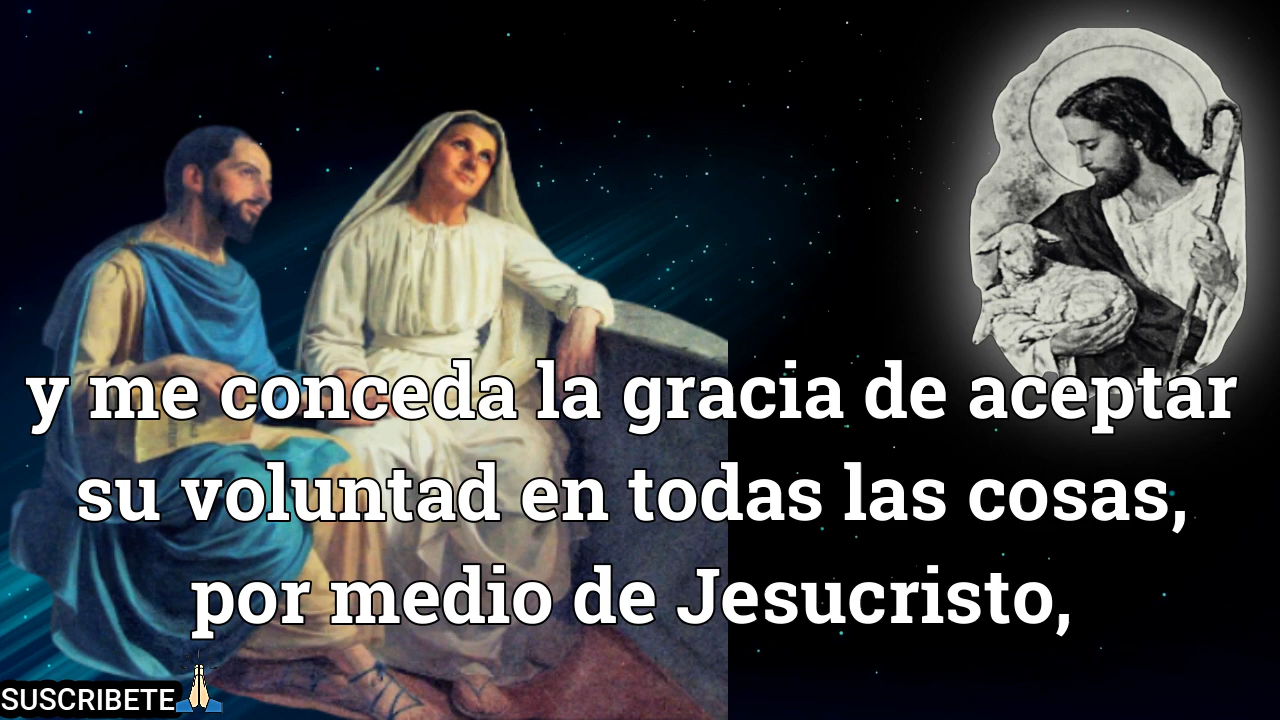 y me conceda la gracia de aceptar
su voluntad en todas las cosas,
por medio de Jesucristo,
SUSCRIBETE